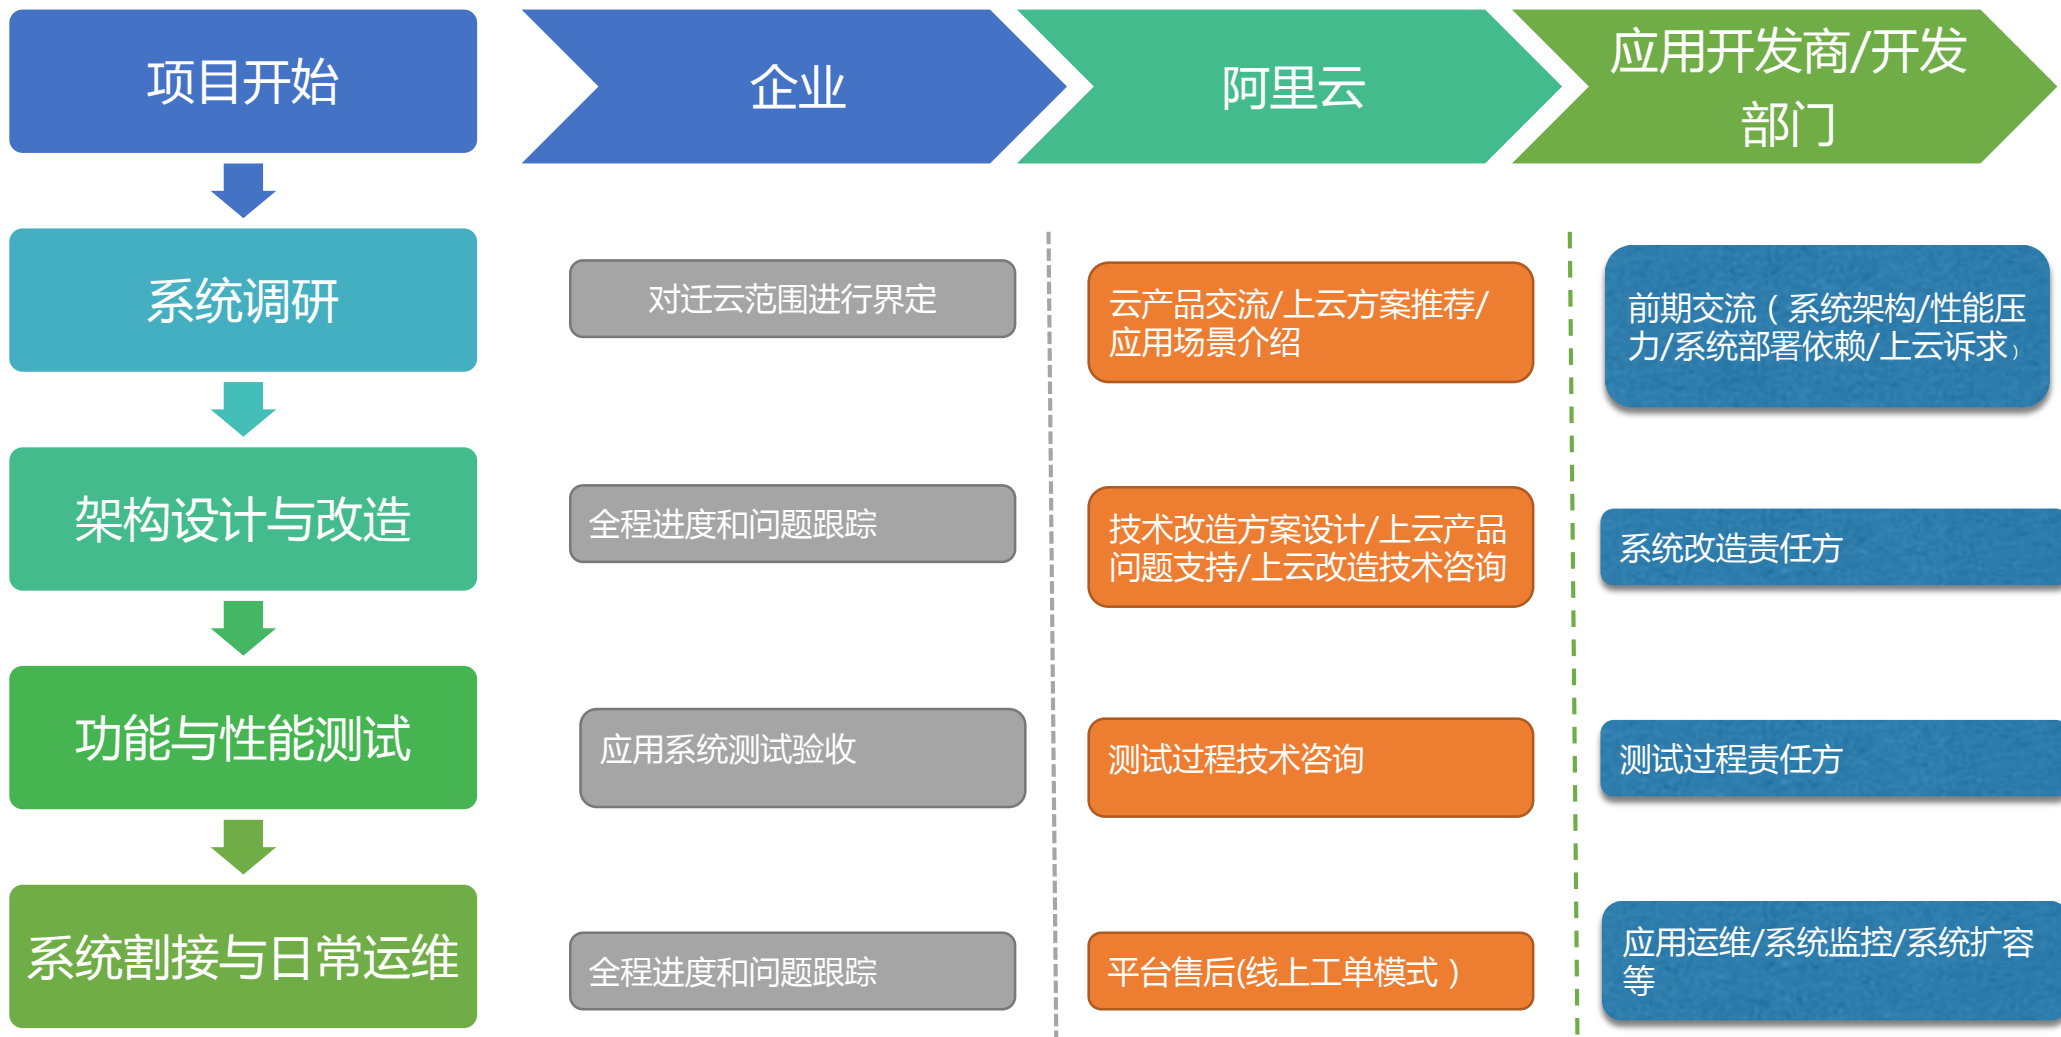 项目开始
企业
阿里云
应用开发商/开发
部门
系统调研
对迁云范围进行界定
云产品交流/上云方案推荐/
应用场景介绍
前期交流（系统架构/性能压
力/系统部署依赖/上云诉求）
架构设计与改造
全程进度和问题跟踪
技术改造方案设计/上云产品
问题支持/上云改造技术咨询
系统改造责任方
功能与性能测试
应用系统测试验收
测试过程技术咨询
测试过程责任方
系统割接与日常运维
全程进度和问题跟踪
平台售后(线上工单模式）
应用运维/系统监控/系统扩容
等